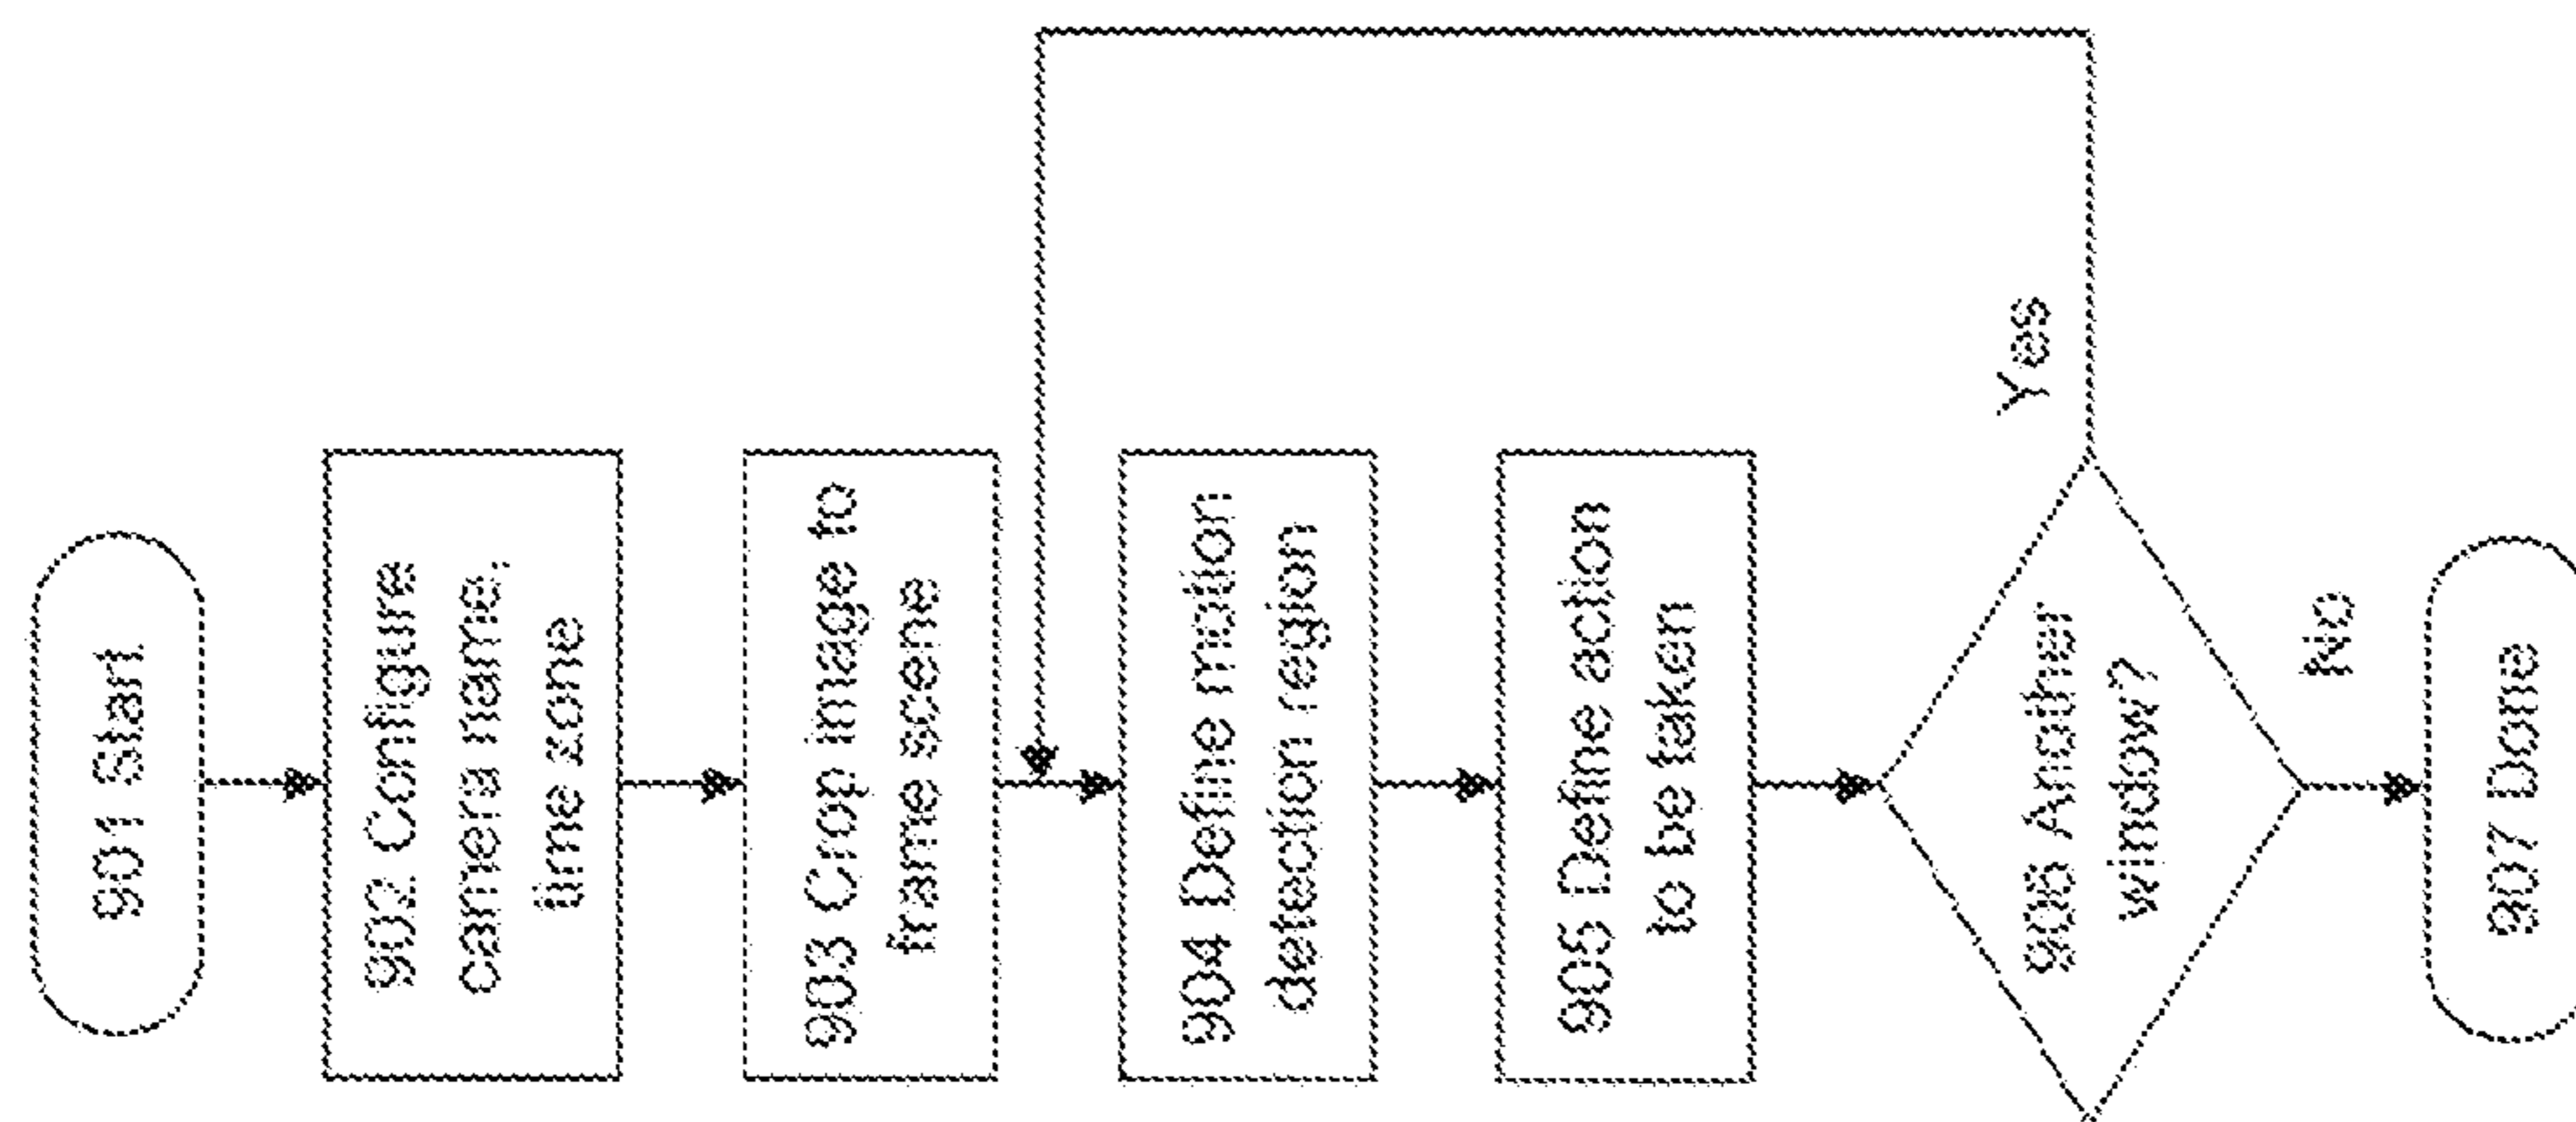 901 Start
902 Configure
camera name,
time zone
903 Crop image to
frame scene
904 Define motion
detection region
905 Define action
to be taken
906 Another
window?
Yes
No
907 Done